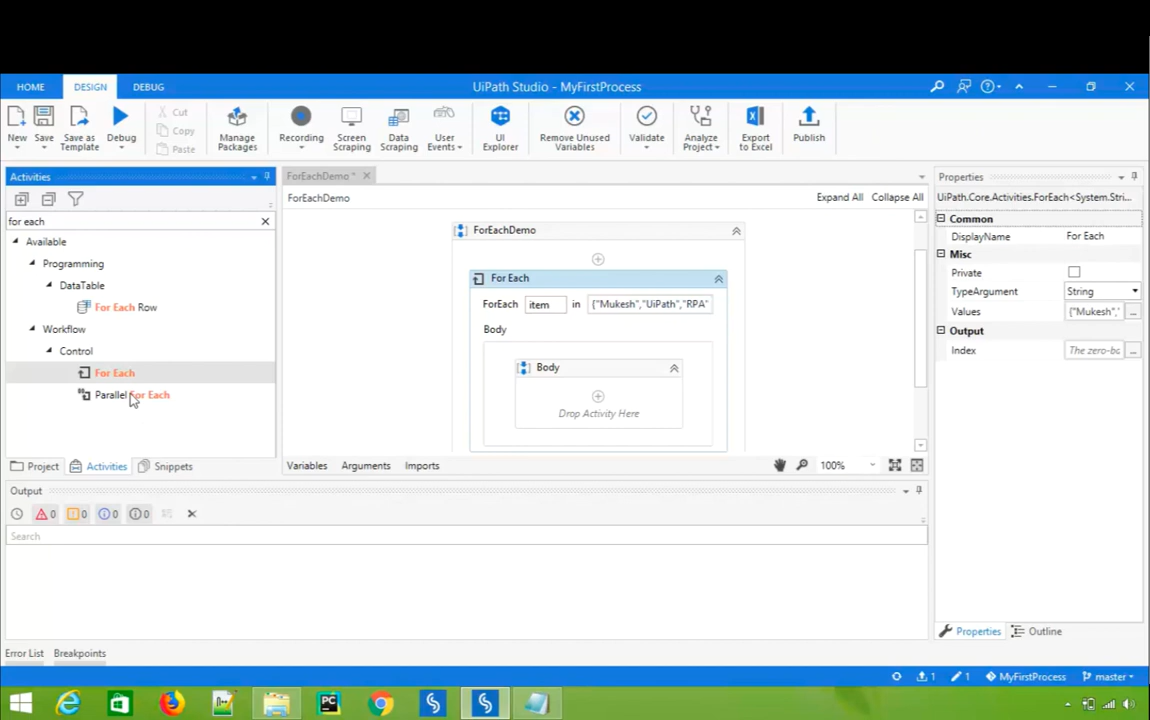 HOME DESIGN DEBUG UiPath Studio - MyFirstProcess
New Save Save as Template Debug Cut Copy Paste Manage Packages Recording Screen Scraping Data Scraping User Events UI Explorer Remove Unused Variables Validate Analyze Project Export to Excel Publish
Activities
for each
Available
Programming
DataTable
For Each Row
Workflow
Control
For Each
Parallel For Each
Project Activities Snippets
ForEachDemo *
ForEachDemo Expand All Collapse All
ForEachDemo
For Each
ForEach item in {"Mukesh","UiPath","RPA"
Body
Body
Drop Activity Here
Variables Arguments Imports 100%
Properties
UiPath.Core.Activities.ForEach<System.Stri...
Common
DisplayName For Each
Misc
Private
TypeArgument String
Values {"Mukesh","
...
Output
Index The zero-ba
...
Properties Outline
Output
0 0 0 0
Search
Error List Breakpoints
1 1 MyFirstProcess master
PC